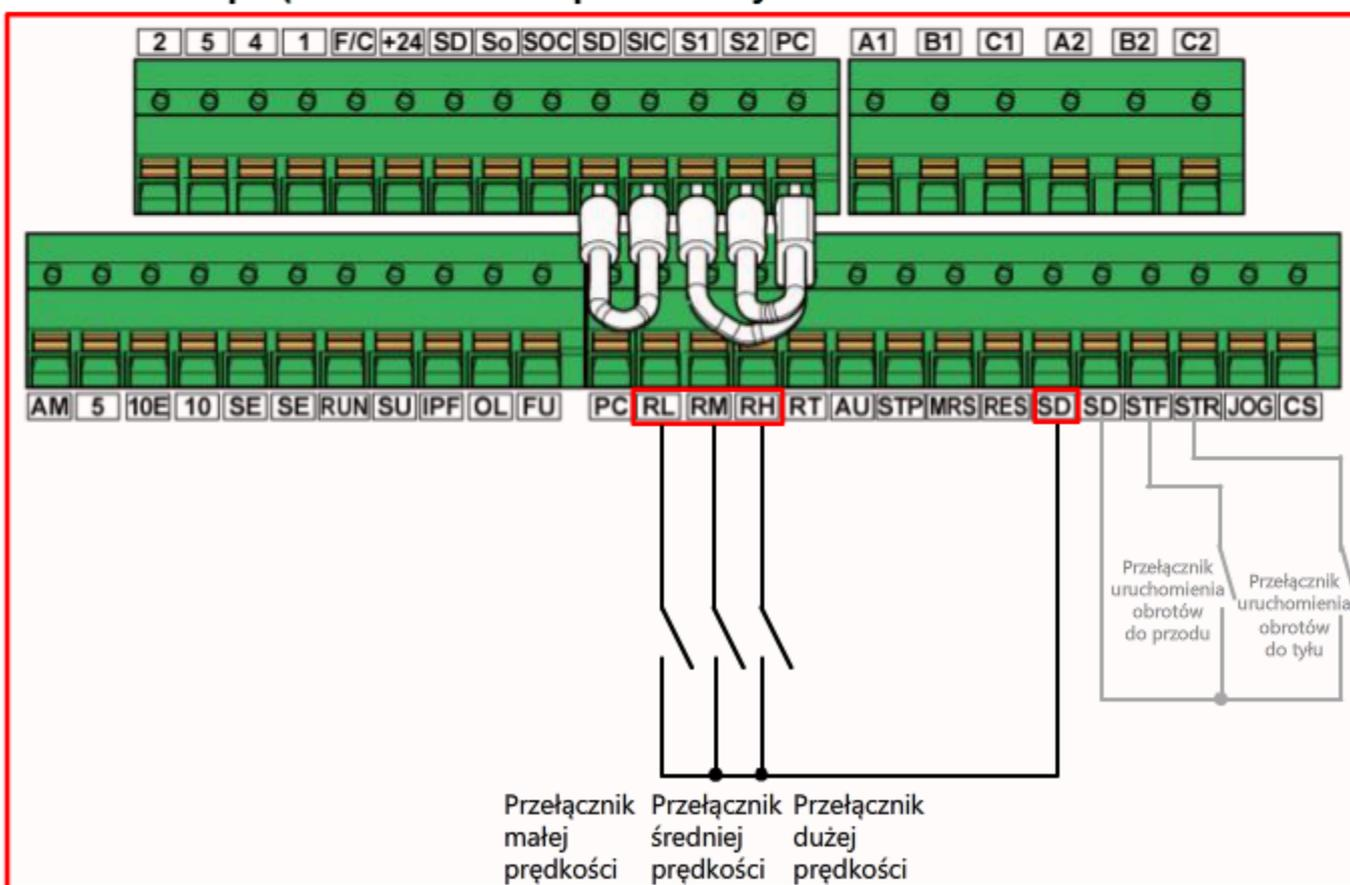 2 5 4 1 F/C +24 SD So SOC SD SIC S1 S2 PC A1 B1 C1 A2 B2 C2
AM 5 10E 10 SE SE RUN SU IPF OL FU PC RL RM RH RT AU STP MRS RES SD SD STF STR JOG CS
Przełącznik
uruchomienia
obrotów
do przodu
Przełącznik
uruchomienia
obrotów
do tyłu
Przełącznik
małej
prędkości
Przełącznik
średniej
prędkości
Przełącznik
dużej
prędkości